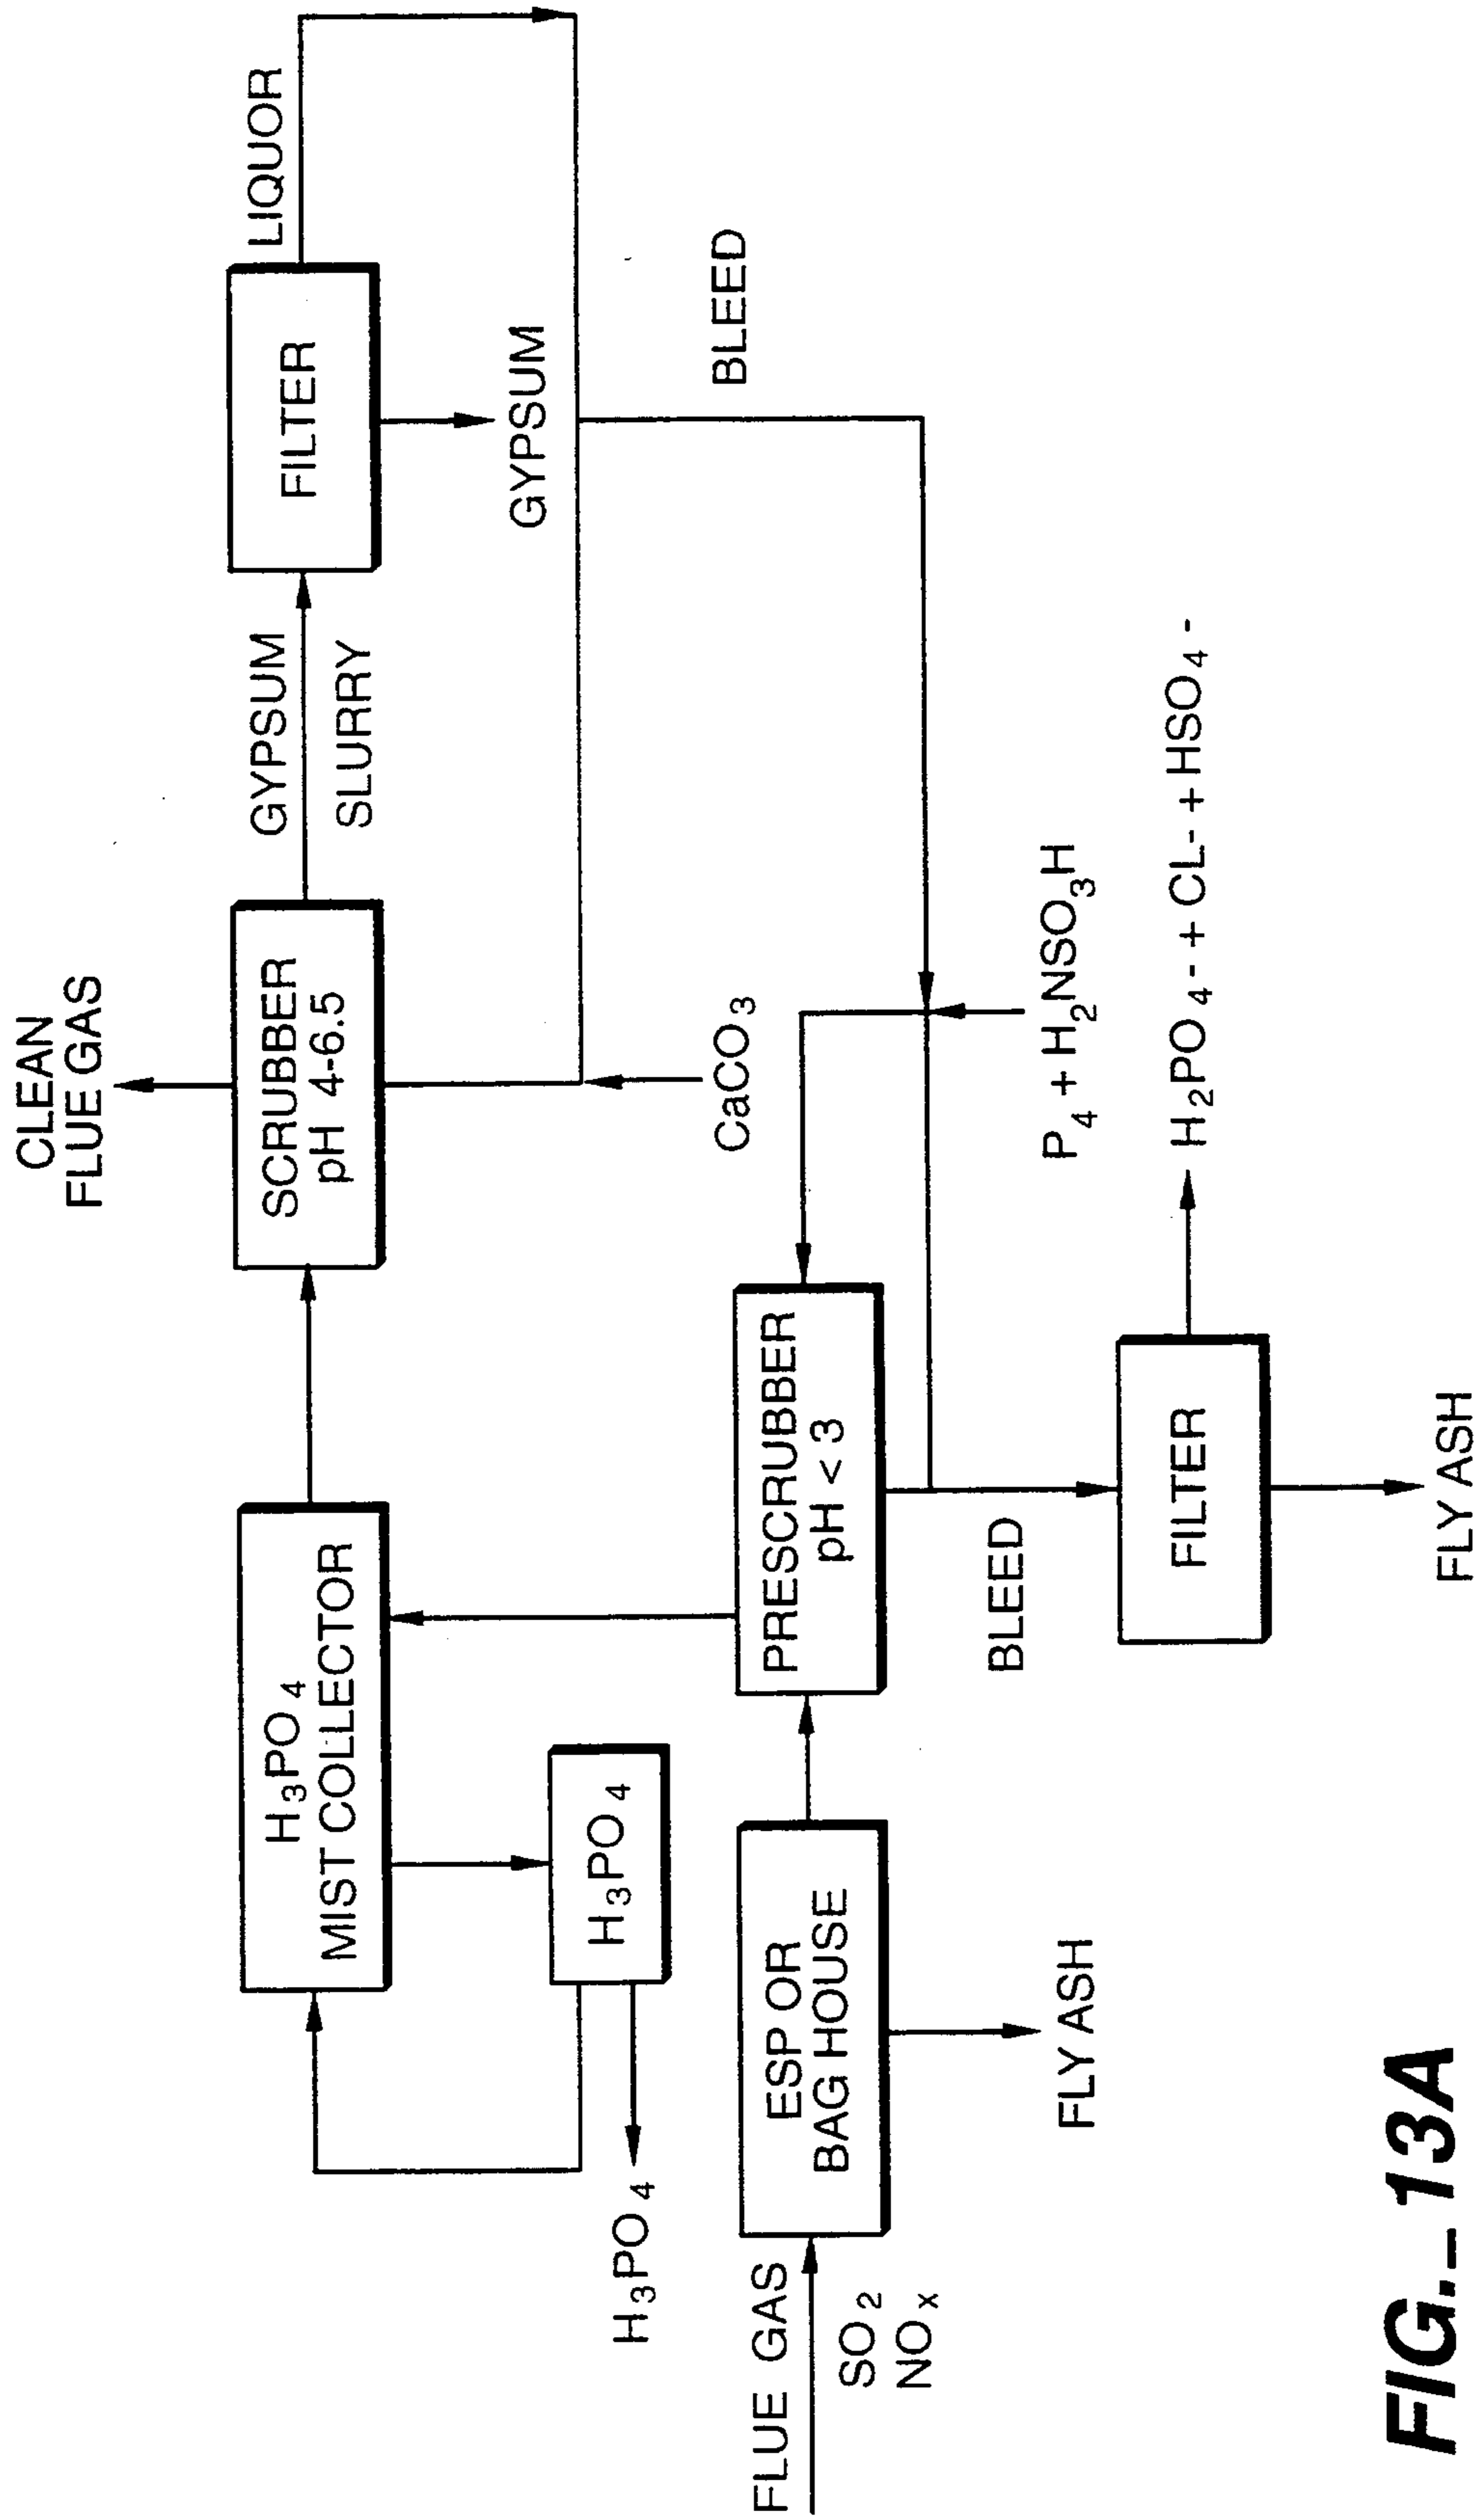 CLEAN
FLUE GAS
H3PO4
MIST COLLECTOR
SCRUBBER
pH 4-6.5
GYPSUM
SLURRY
FILTER
LIQUOR
GYPSUM
H3PO4
H3PO4
CaCO3
BLEED
FLUE GAS
SO2
NOx
ESP OR
BAGHOUSE
PRESCRUBBER
pH < 3
P4 + H2NSO3H
FLY ASH
BLEED
FILTER
H2PO4- + CL- + HSO4-
FLY ASH
FIG._13A